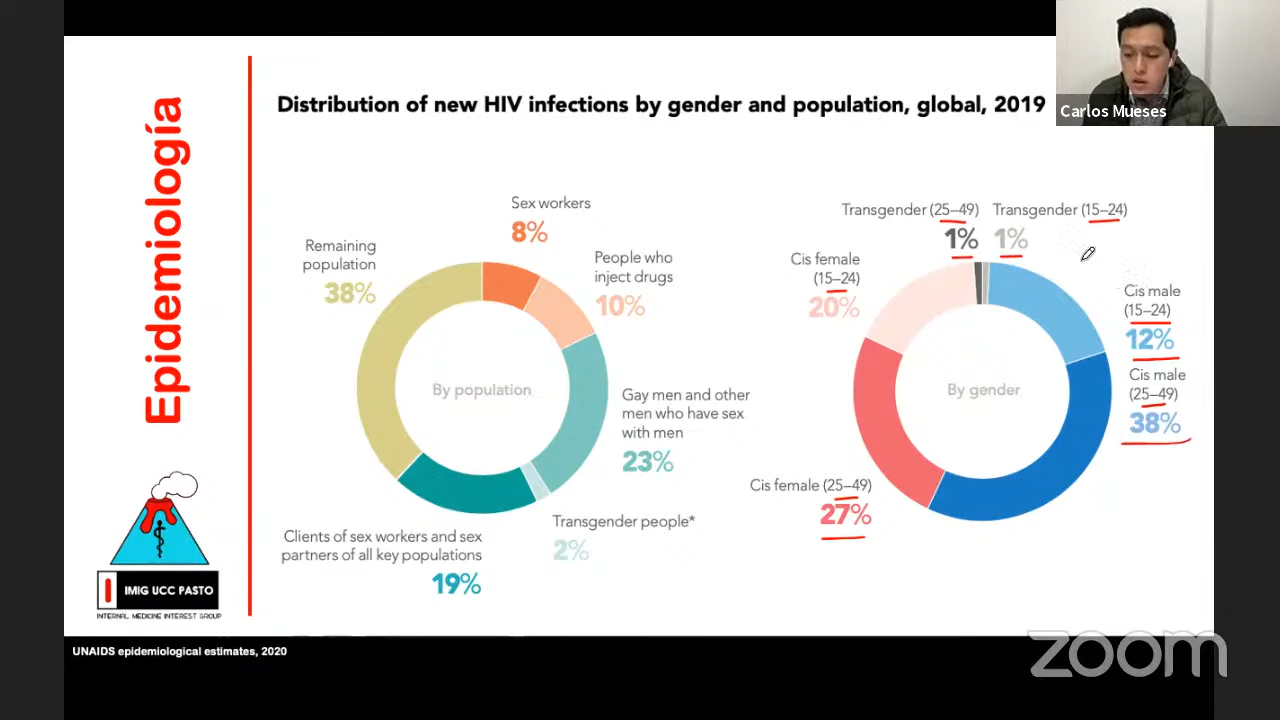 Carlos Mueses
Epidemiología
Distribution of new HIV infections by gender and population, global, 2019
Sex workers
8%
Remaining
population
38%
People who
inject drugs
10%
By population
Gay men and other
men who have sex
with men
23%
Transgender people*
2%
Clients of sex workers and sex
partners of all key populations
19%
Transgender (25–49)
1%
Transgender (15–24)
1%
Cis female
(15–24)
20%
Cis male
(15–24)
12%
Cis male
(25–49)
38%
By gender
Cis female (25–49)
27%
IMIG UCC PASTO
INTERNAL MEDICINE INTEREST GROUP
UNAIDS epidemiological estimates, 2020
zoom